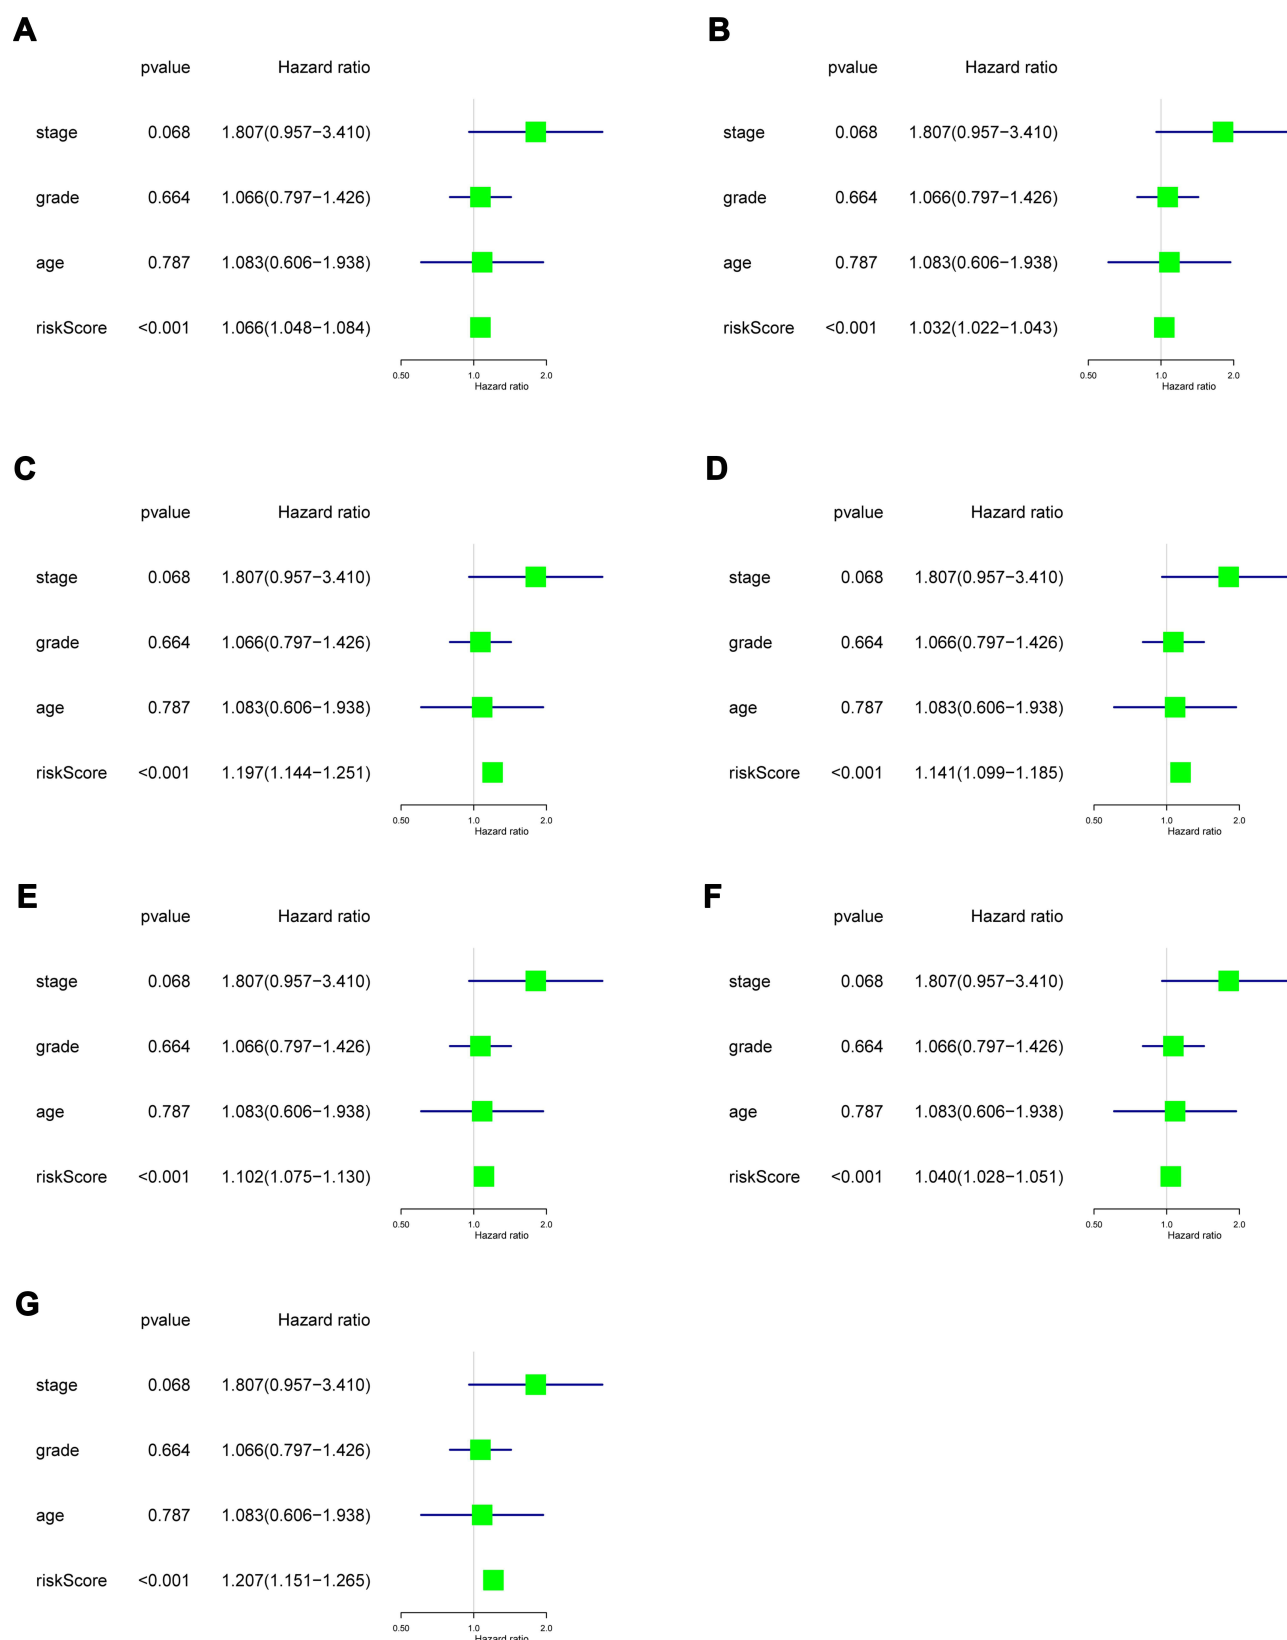 A
pvalue Hazard ratio
stage 0.068 1.807(0.957−3.410)
grade 0.664 1.066(0.797−1.426)
age 0.787 1.083(0.606−1.938)
riskScore <0.001 1.066(1.048−1.084)
0.50 1.0 2.0
Hazard ratio
B
pvalue Hazard ratio
stage 0.068 1.807(0.957−3.410)
grade 0.664 1.066(0.797−1.426)
age 0.787 1.083(0.606−1.938)
riskScore <0.001 1.032(1.022−1.043)
0.50 1.0 2.0
Hazard ratio
C
pvalue Hazard ratio
stage 0.068 1.807(0.957−3.410)
grade 0.664 1.066(0.797−1.426)
age 0.787 1.083(0.606−1.938)
riskScore <0.001 1.197(1.144−1.251)
0.50 1.0 2.0
Hazard ratio
D
pvalue Hazard ratio
stage 0.068 1.807(0.957−3.410)
grade 0.664 1.066(0.797−1.426)
age 0.787 1.083(0.606−1.938)
riskScore <0.001 1.141(1.099−1.185)
0.50 1.0 2.0
Hazard ratio
E
pvalue Hazard ratio
stage 0.068 1.807(0.957−3.410)
grade 0.664 1.066(0.797−1.426)
age 0.787 1.083(0.606−1.938)
riskScore <0.001 1.102(1.075−1.130)
0.50 1.0 2.0
Hazard ratio
F
pvalue Hazard ratio
stage 0.068 1.807(0.957−3.410)
grade 0.664 1.066(0.797−1.426)
age 0.787 1.083(0.606−1.938)
riskScore <0.001 1.040(1.028−1.051)
0.50 1.0 2.0
Hazard ratio
G
pvalue Hazard ratio
stage 0.068 1.807(0.957−3.410)
grade 0.664 1.066(0.797−1.426)
age 0.787 1.083(0.606−1.938)
riskScore <0.001 1.207(1.151−1.265)
0.50 1.0 2.0
Hazard ratio